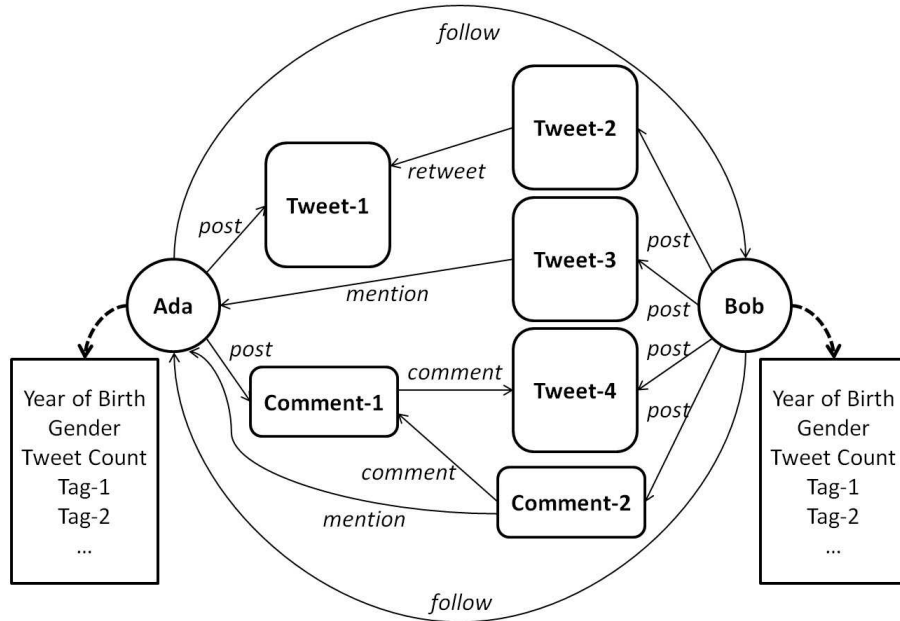 follow
Tweet-2
retweet
Tweet-1
post
post
Tweet-3
mention
Ada
Bob
post
post
post
comment
Comment-1
Tweet-4
post
comment
Comment-2
mention
Year of Birth
Gender
Tweet Count
Tag-1
Tag-2
...
Year of Birth
Gender
Tweet Count
Tag-1
Tag-2
...
follow